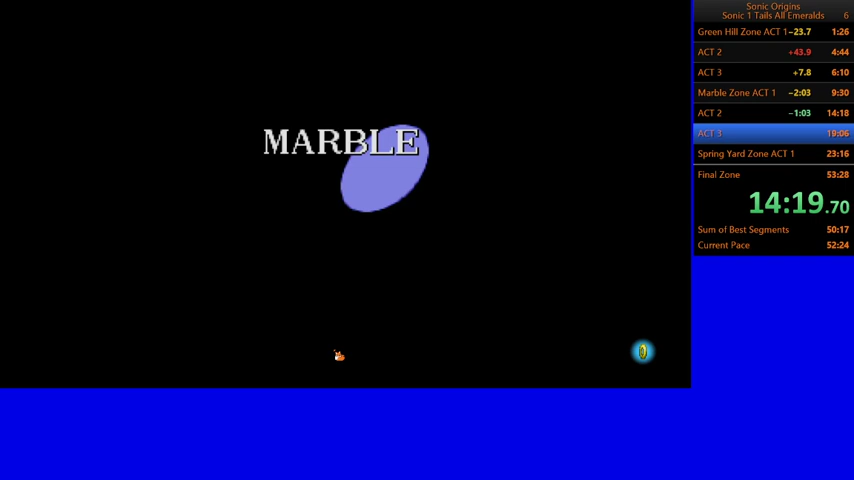 MARBLE
Sonic Origins
Sonic 1 Tails All Emeralds 6
Green Hill Zone ACT 1 −23.7 1:26
ACT 2 +43.9 4:44
ACT 3 +7.8 6:10
Marble Zone ACT 1 −2:03 9:30
ACT 2 −1:03 14:18
ACT 3 19:06
Spring Yard Zone ACT 1 23:16
Final Zone 53:28
14:19.70
Sum of Best Segments 50:17
Current Pace 52:24